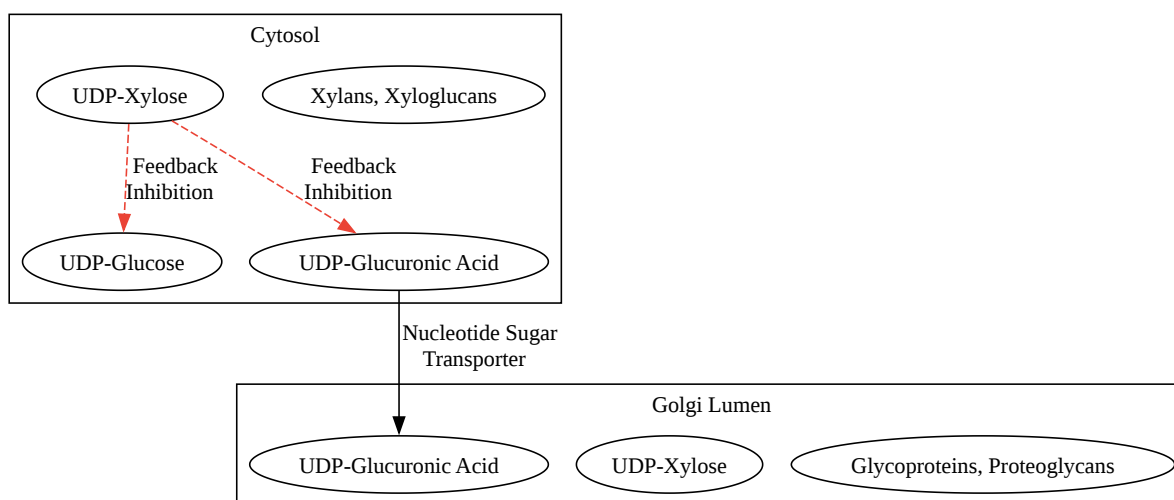 Cytosol
UDP-Xylose
Xylans, Xyloglucans
Feedback
Inhibition
Feedback
Inhibition
UDP-Glucose
UDP-Glucuronic Acid
Nucleotide Sugar
Transporter
Golgi Lumen
UDP-Glucuronic Acid
UDP-Xylose
Glycoproteins, Proteoglycans